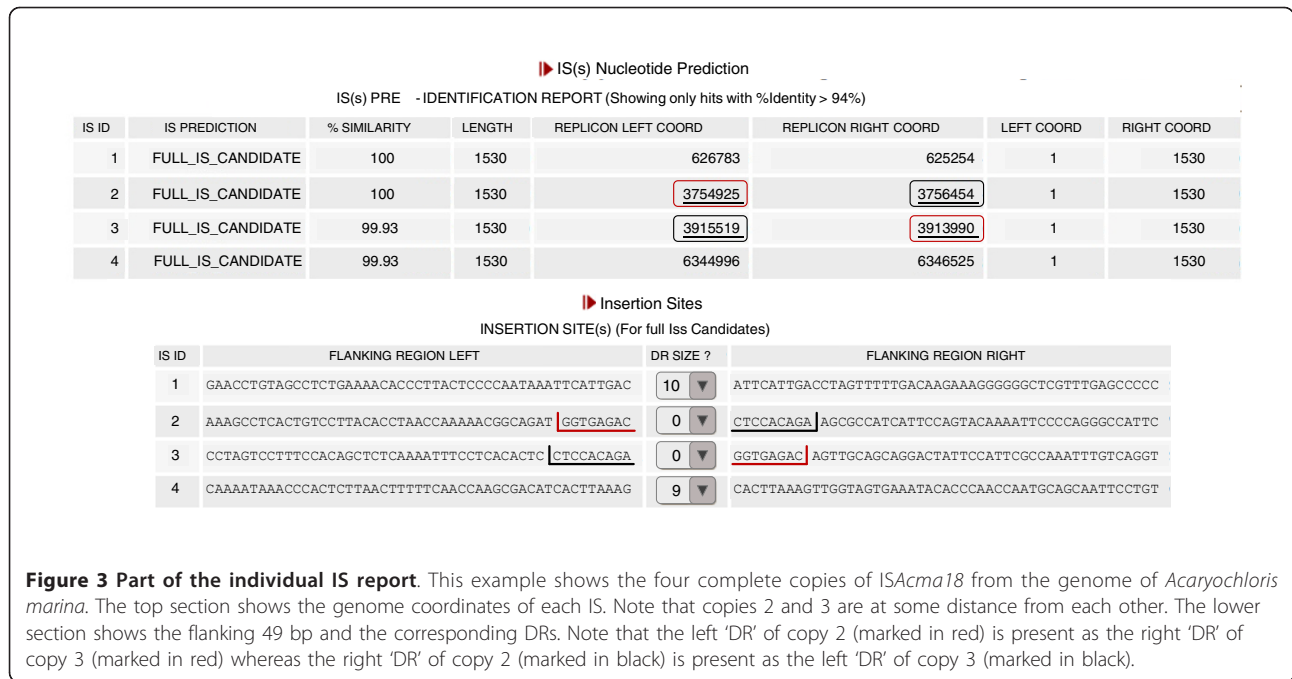 IS(s) Nucleotide Prediction
IS(s) PRE - IDENTIFICATION REPORT (Showing only hits with %Identity > 94%)
IS ID IS PREDICTION % SIMILARITY LENGTH REPLICON LEFT COORD REPLICON RIGHT COORD LEFT COORD RIGHT COORD
1 FULL_IS_CANDIDATE 100 1530 626783 625254 1 1530
2 FULL_IS_CANDIDATE 100 1530 3754925 3756454 1 1530
3 FULL_IS_CANDIDATE 99.93 1530 3915519 3913990 1 1530
4 FULL_IS_CANDIDATE 99.93 1530 6344996 6346525 1 1530
Insertion Sites
INSERTION SITE(s) (For full Iss Candidates)
IS ID FLANKING REGION LEFT DR SIZE ? FLANKING REGION RIGHT
1 GAACCTGTAGCCTCTGAAAACACCCTTACTCCCCAATAAATTCATTGAC 10 ATTCATTGACCTAGTTTTTGACAAGAAAGGGGGGCTCGTTTGAGCCCCC
2 AAAGCCTCACTGTCCTTACACCTAACCAAAAACGGCAGAT GGTGAGAC 0 CTCCACAGA AGCGCCATCATTCCAGTACAAAATTCCCCAGGGCCATTC
3 CCTAGTCCTTTCCACAGCTCTCAAAATTTCCTCACACTC CTCCACAGA 0 GGTGAGAC AGTTGCAGCAGGACTATTCCATTCGCCAAATTTGTCAGGT
4 CAAAATAAACCCACTCTTAACTTTTTCAACCAAGCGACATCACTTAAAG 9 CACTTAAAGTTGGTAGTGAAATACACCCAACCAATGCAGCAATTCCTGT
Figure 3 Part of the individual IS report. This example shows the four complete copies of ISAcma18 from the genome of Acaryochloris
marina. The top section shows the genome coordinates of each IS. Note that copies 2 and 3 are at some distance from each other. The lower
section shows the flanking 49 bp and the corresponding DRs. Note that the left 'DR' of copy 2 (marked in red) is present as the right 'DR' of
copy 3 (marked in red) whereas the right 'DR' of copy 2 (marked in black) is present as the left 'DR' of copy 3 (marked in black).